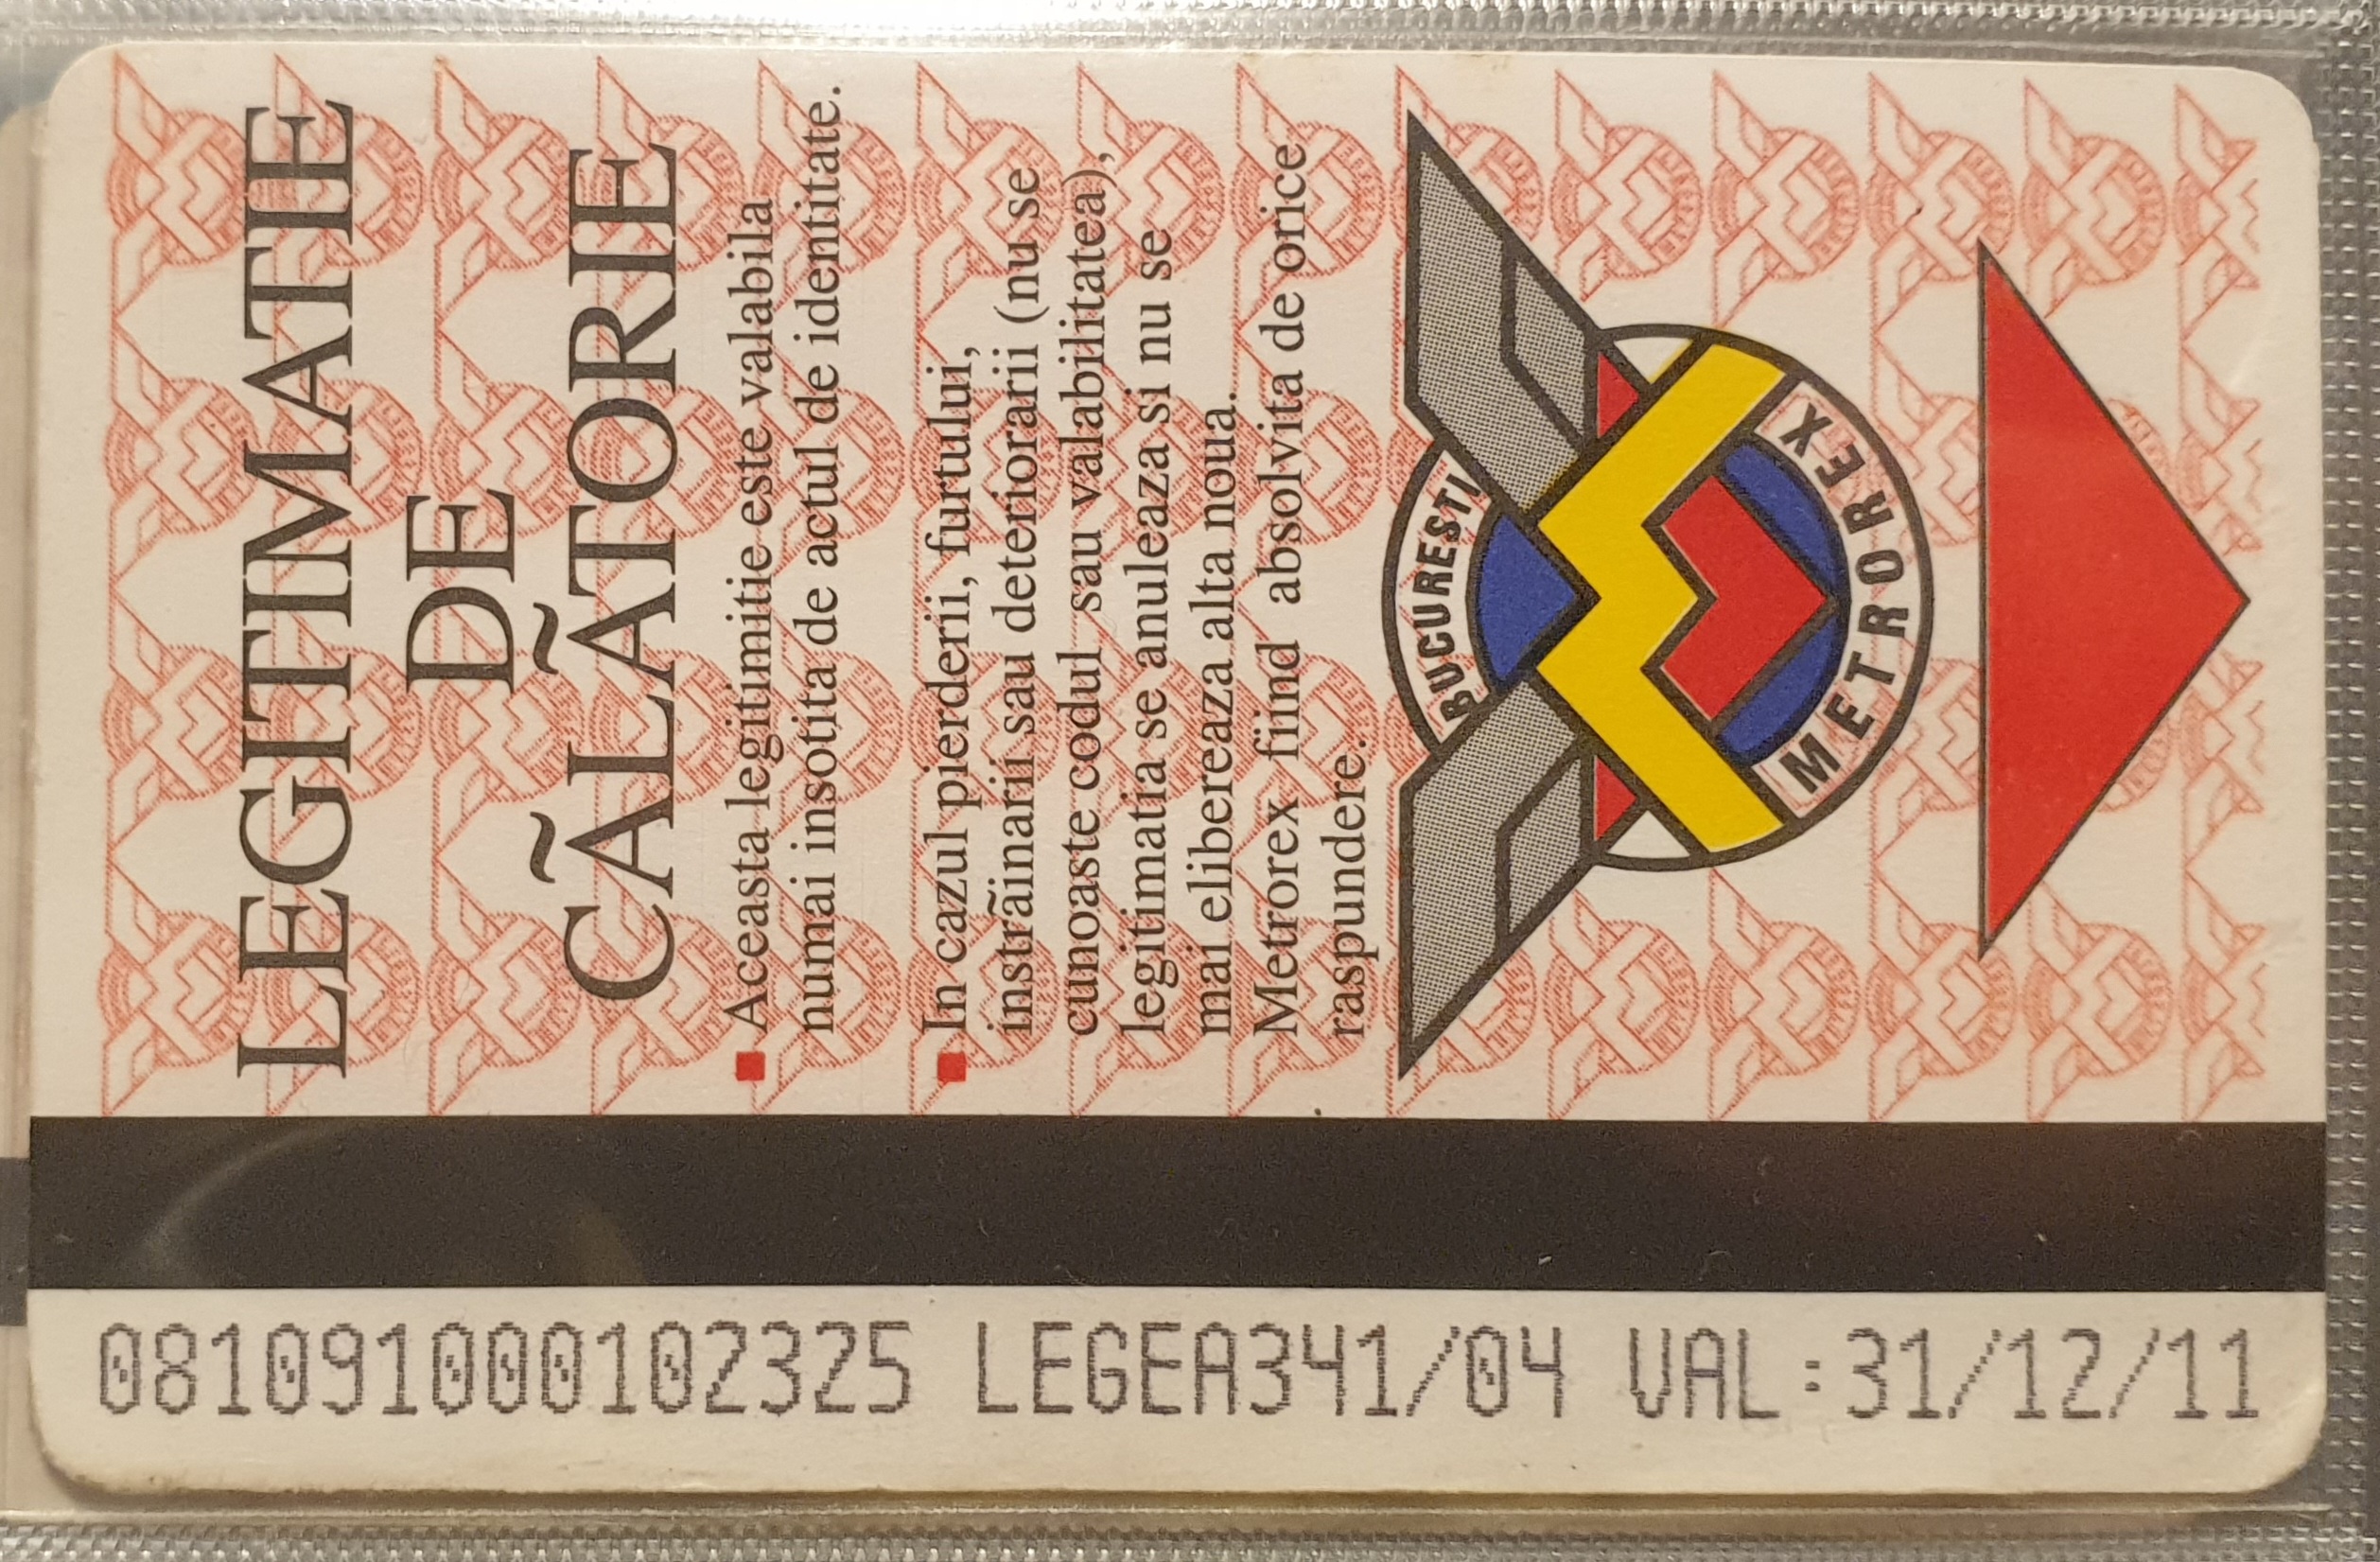 LEGITIMATIE
DE
CÃLÃTORIE
Aceasta legitimitie este valabila
numai insotita de actul de identitate.
In cazul pierderii, furtului,
instrãinarii sau deteriorarii (nu se
cunoaste codul sau valabilitatea),
legitimatia se anuleaza si nu se
mai elibereaza alta noua.
Metrorex fiind absolvita de orice
raspundere.
BUCURESTI
METROREX
081091000102325 LEGEA341/04 VAL:31/12/11